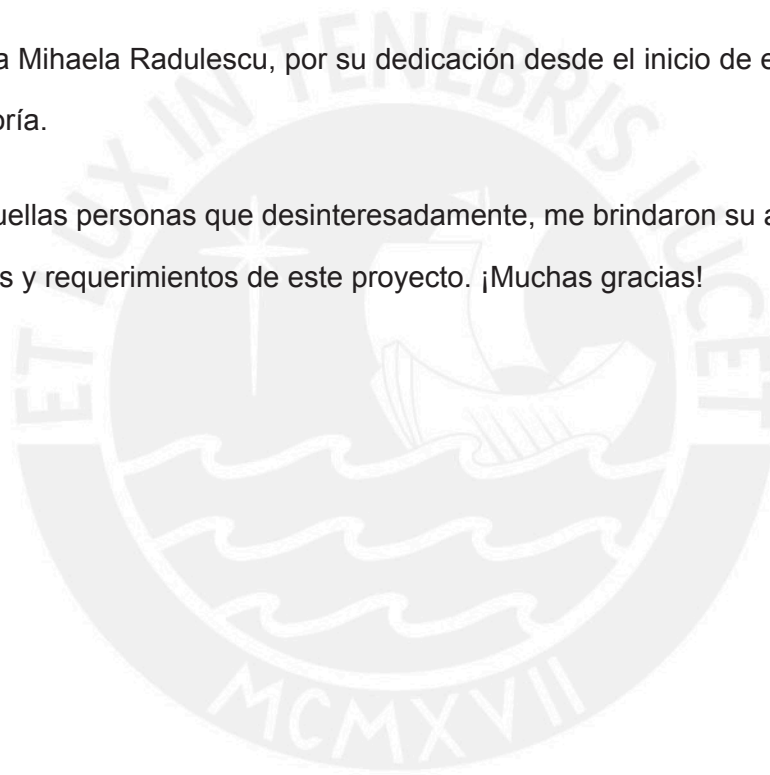 a Mihaela Radulescu, por su dedicación desde el inicio de e
oría.
uellas personas que desinteresadamente, me brindaron su a
s y requerimientos de este proyecto. ¡Muchas gracias!
ET LUX IN TENEBRIS LUCET
MCMXVII